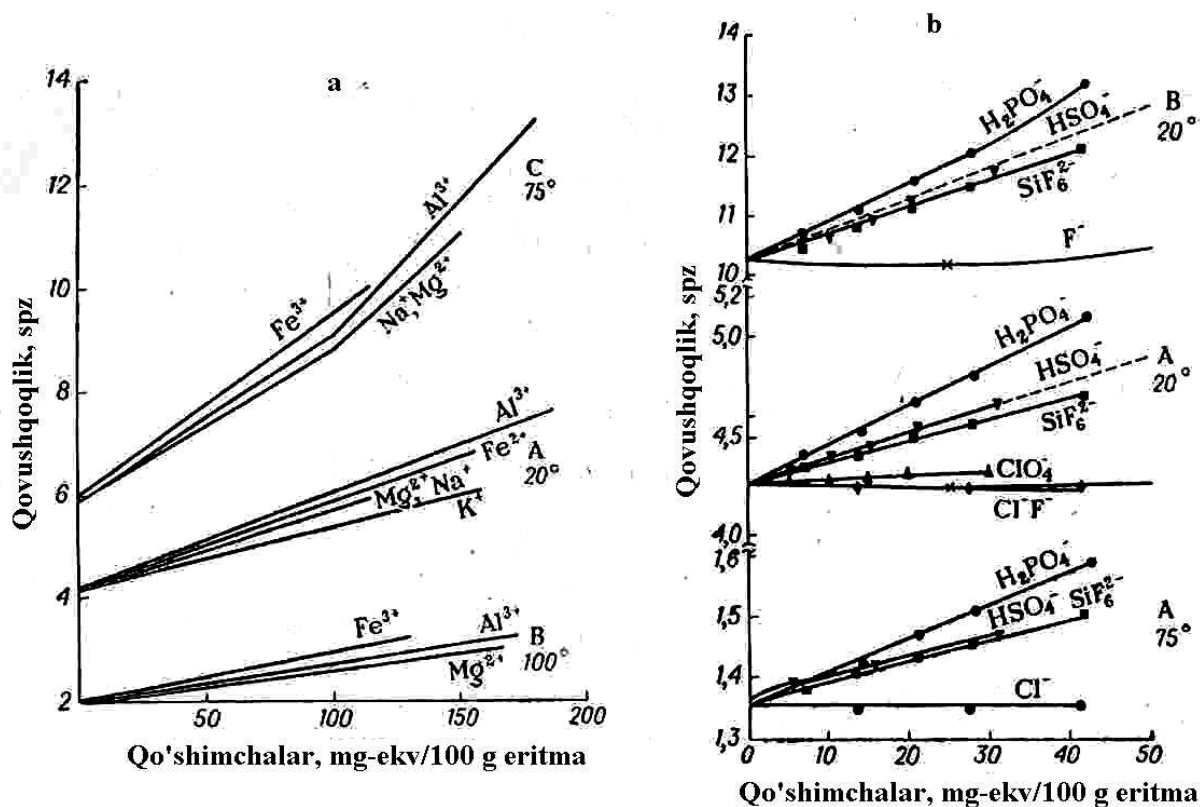 a
Qovushqoqlik, spz
14
12
10
8
6
4
2
50
100
150
200
C
75°
Al³⁺
Fe³⁺
Na⁺, Mg²⁺
Al³⁺
Fe²⁺
A
20°
Mg²⁺, Na⁺
K⁺
Fe³⁺
Al³⁺
B
100°
Mg²⁺
Qo'shimchalar, mg-ekv/100 g eritma
b
Qovushqoqlik, spz
14
13
12
11
10
5,2
5,0
4,5
4,0
1,6
1,5
1,4
1,3
0
10
20
30
40
50
H₂PO₄⁻
HSO₄⁻
B
20°
SiF₆²⁻
F⁻
H₂PO₄⁻
HSO₄⁻
A
20°
SiF₆²⁻
ClO₄⁻
Cl⁻F⁻
H₂PO₄⁻
HSO₄⁻ SiF₆²⁻
A
75°
Cl⁻
Qo'shimchalar, mg-ekv/100 g eritma